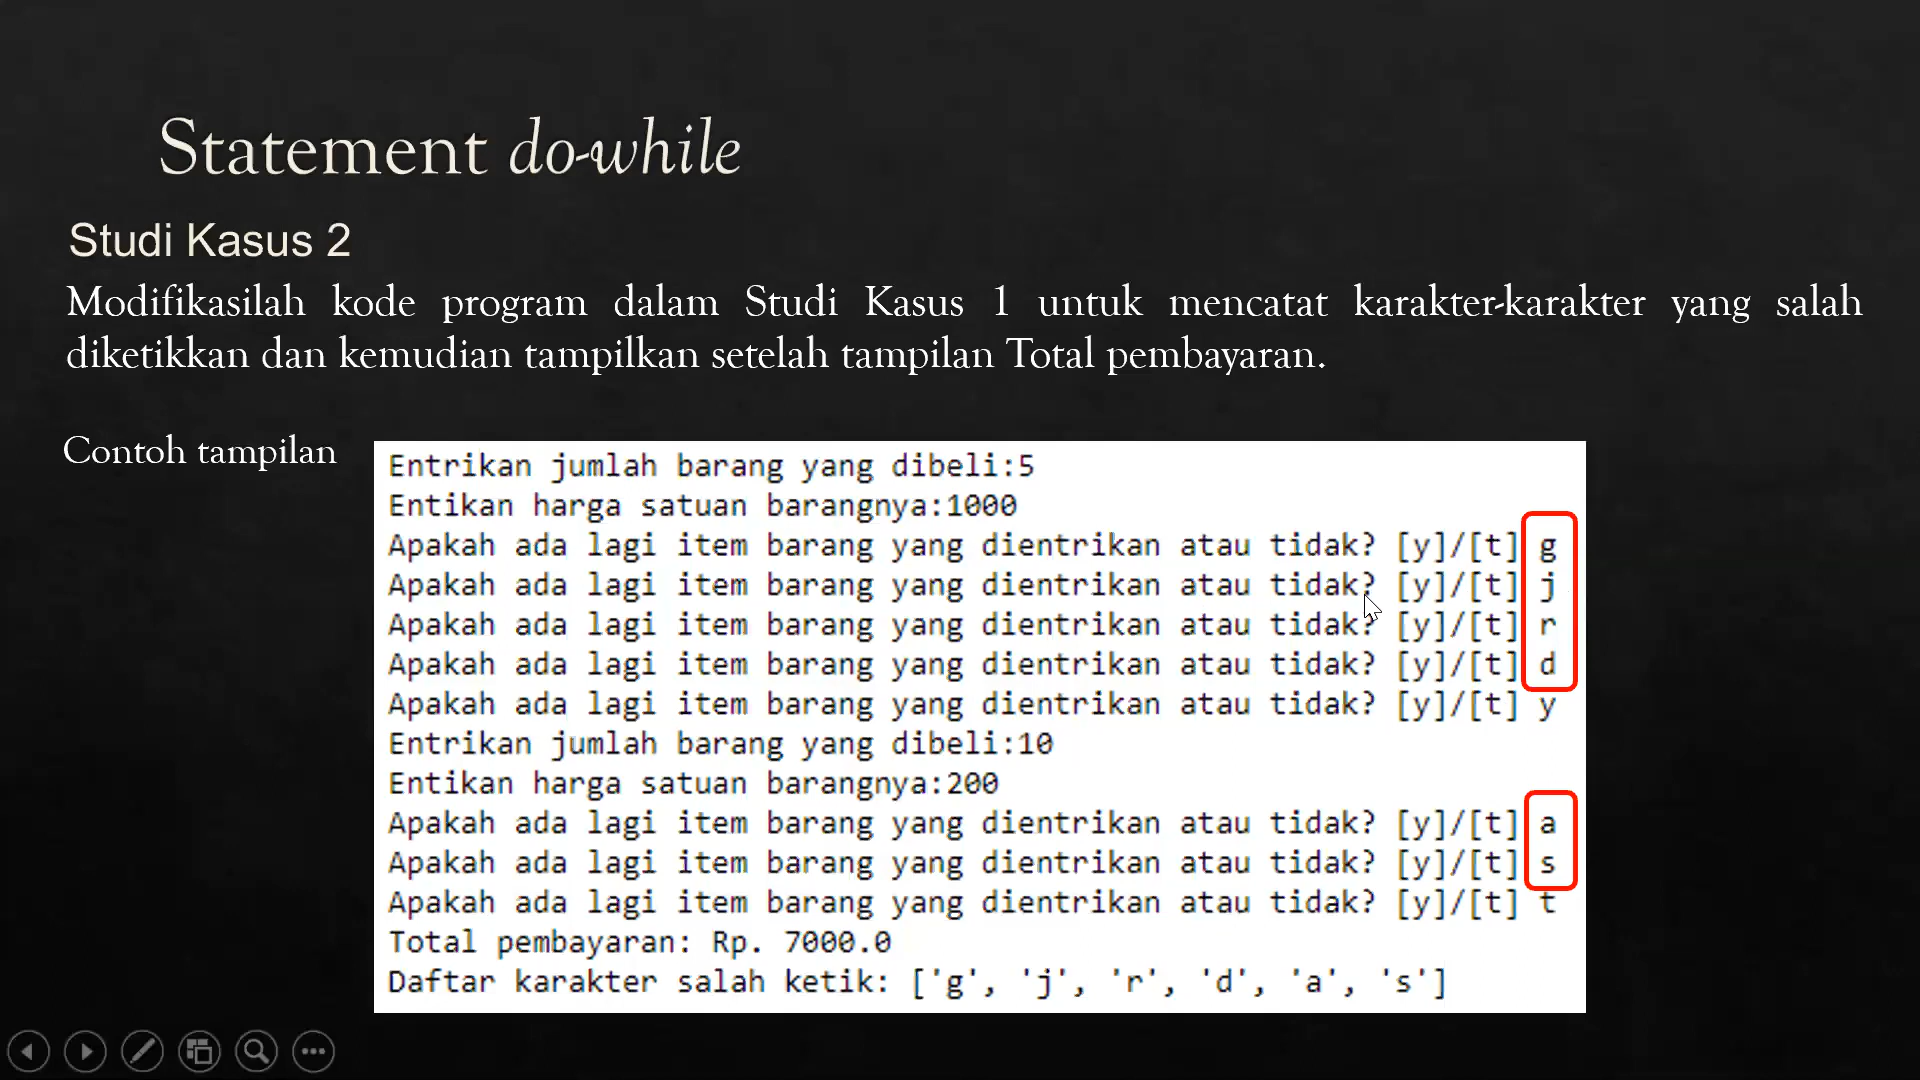 Statement do-while
Studi Kasus 2
Modifikasilah kode program dalam Studi Kasus 1 untuk mencatat karakter-karakter yang salah
diketikkan dan kemudian tampilkan setelah tampilan Total pembayaran.
Contoh tampilan
Entrikan jumlah barang yang dibeli:5
Entikan harga satuan barangnya:1000
Apakah ada lagi item barang yang dientrikan atau tidak? [y]/[t] g
Apakah ada lagi item barang yang dientrikan atau tidak? [y]/[t] j
Apakah ada lagi item barang yang dientrikan atau tidak? [y]/[t] r
Apakah ada lagi item barang yang dientrikan atau tidak? [y]/[t] d
Apakah ada lagi item barang yang dientrikan atau tidak? [y]/[t] y
Entrikan jumlah barang yang dibeli:10
Entikan harga satuan barangnya:200
Apakah ada lagi item barang yang dientrikan atau tidak? [y]/[t] a
Apakah ada lagi item barang yang dientrikan atau tidak? [y]/[t] s
Apakah ada lagi item barang yang dientrikan atau tidak? [y]/[t] t
Total pembayaran: Rp. 7000.0
Daftar karakter salah ketik: ['g', 'j', 'r', 'd', 'a', 's']